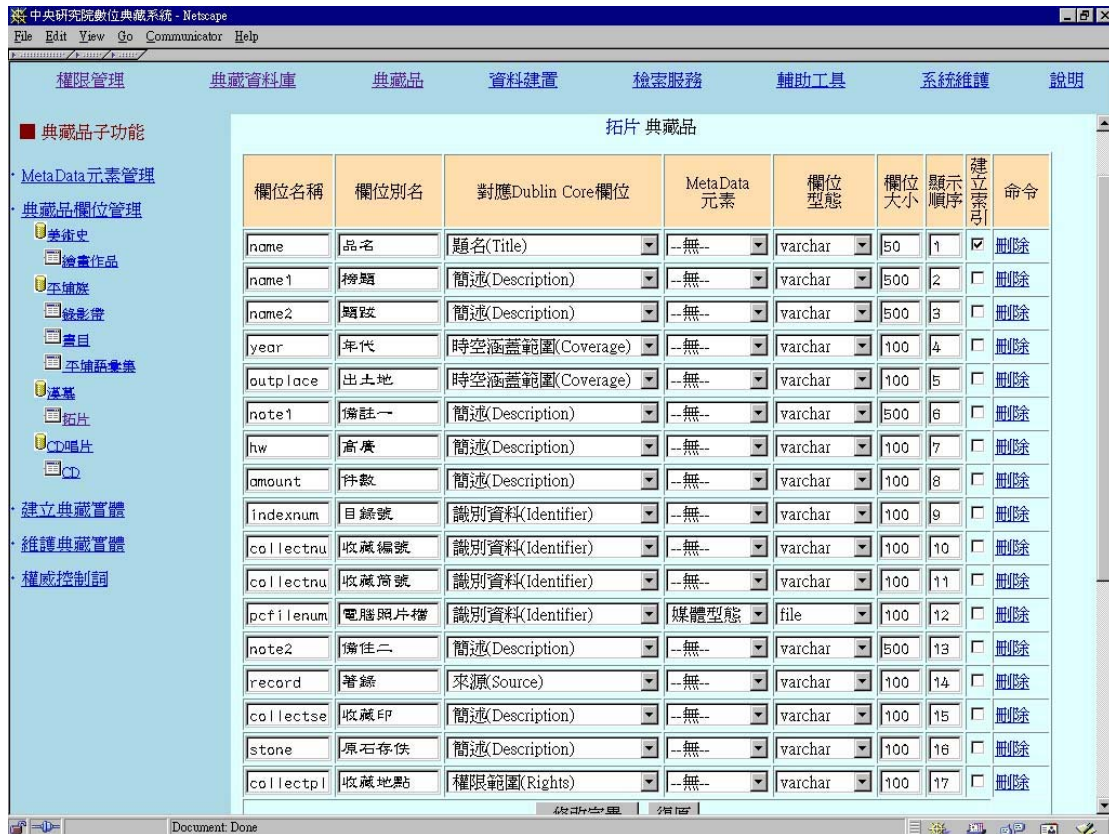 中央研究院數位典藏系統 - Netscape
File Edit View Go Communicator Help
權限管理 典藏資料庫 典藏品 資料建置 檢索服務 輔助工具 系統維護 說明
典藏品子功能
MetaData元素管理
典藏品欄位管理
美術史
繪畫作品
平埔族
錄影帶
書目
平埔語彙集
漢墓
拓片
CD唱片
CD
建立典藏實體
維護典藏實體
權威控制詞
拓片 典藏品
欄位名稱 欄位別名 對應Dublin Core欄位 MetaData元素 欄位型態 欄位大小 顯示順序 建立索引 命令
name 品名 題名(Title) --無-- varchar 50 1 刪除
name1 榜題 簡述(Description) --無-- varchar 500 2 刪除
name2 題跋 簡述(Description) --無-- varchar 500 3 刪除
year 年代 時空涵蓋範圍(Coverage) --無-- varchar 100 4 刪除
outplace 出土地 時空涵蓋範圍(Coverage) --無-- varchar 100 5 刪除
note1 備註一 簡述(Description) --無-- varchar 500 6 刪除
hw 高廣 簡述(Description) --無-- varchar 100 7 刪除
amount 件數 簡述(Description) --無-- varchar 100 8 刪除
indexnum 目錄號 識別資料(Identifier) --無-- varchar 100 9 刪除
collectnu 收藏編號 識別資料(Identifier) --無-- varchar 100 10 刪除
collectnu 收藏筒號 識別資料(Identifier) --無-- varchar 100 11 刪除
pcfilenum 電腦照片檔 識別資料(Identifier) 媒體型態 file 100 12 刪除
note2 備住二 簡述(Description) --無-- varchar 500 13 刪除
record 著錄 來源(Source) --無-- varchar 100 14 刪除
collectse 收藏印 簡述(Description) --無-- varchar 100 15 刪除
stone 原石存佚 簡述(Description) --無-- varchar 100 16 刪除
collectpl 收藏地點 權限範圍(Rights) --無-- varchar 100 17 刪除
Document: Done